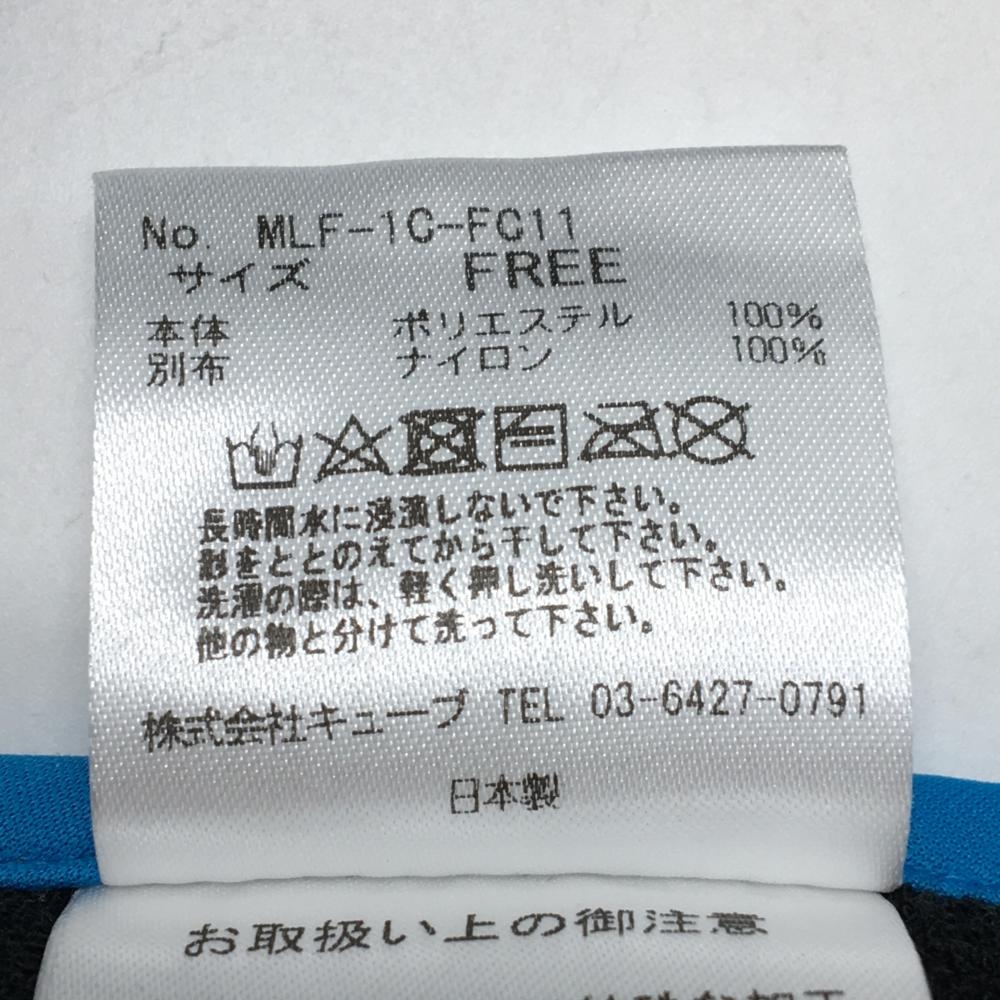 No. MLF-1C-FC11
サイズ FREE
本体 ポリエステル 100%
別布 ナイロン 100%
長時間水に浸漬しないで下さい。
形をととのえてから干して下さい。
洗濯の際は、軽く押し洗いして下さい。
他の物と分けて洗って下さい。
株式会社キューブ TEL 03-6427-0791
日本製
お取扱い上の御注意